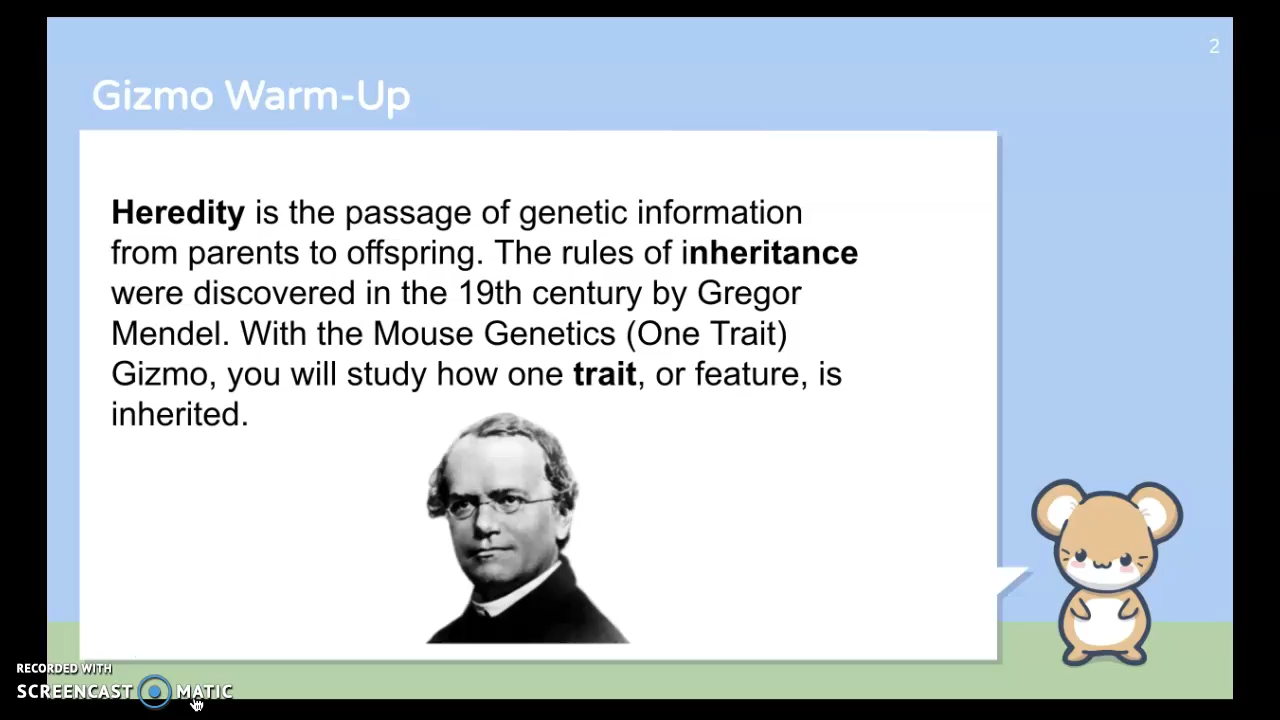 2
Gizmo Warm-Up
Heredity is the passage of genetic information
from parents to offspring. The rules of inheritance
were discovered in the 19th century by Gregor
Mendel. With the Mouse Genetics (One Trait)
Gizmo, you will study how one trait, or feature, is
inherited.
RECORDED WITH
SCREENCAST MATIC